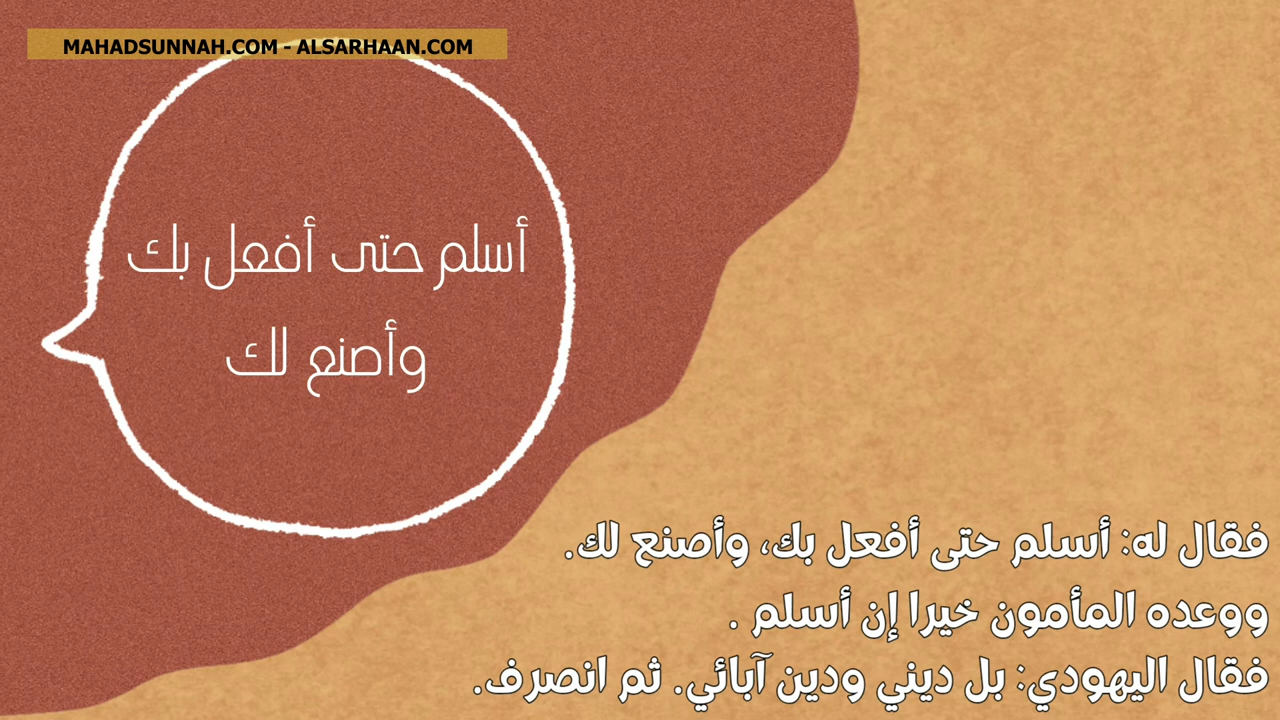 MAHADSUNNAH.COM - ALSARHAAN.COM
أسلم حتى أفعل بك
وأصنع لك
فقال له: أسلم حتى أفعل بك، وأصنع لك.
ووعده المأمون خيرا إن أسلم .
فقال اليهودي: بل ديني ودين آبائي. ثم انصرف.